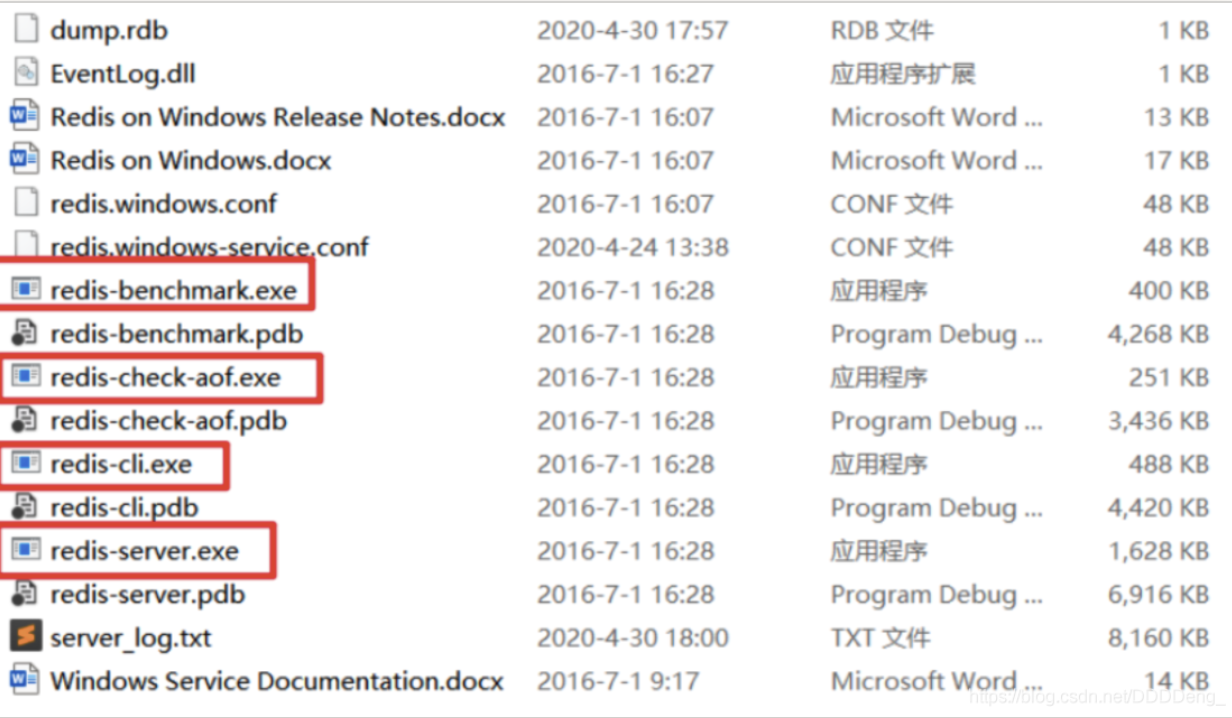 dump.rdb 2020-4-30 17:57 RDB 文件 1 KB
EventLog.dll 2016-7-1 16:27 应用程序扩展 1 KB
Redis on Windows Release Notes.docx 2016-7-1 16:07 Microsoft Word ... 13 KB
Redis on Windows.docx 2016-7-1 16:07 Microsoft Word ... 17 KB
redis.windows.conf 2016-7-1 16:07 CONF 文件 48 KB
redis.windows-service.conf 2020-4-24 13:38 CONF 文件 48 KB
redis-benchmark.exe 2016-7-1 16:28 应用程序 400 KB
redis-benchmark.pdb 2016-7-1 16:28 Program Debug ... 4,268 KB
redis-check-aof.exe 2016-7-1 16:28 应用程序 251 KB
redis-check-aof.pdb 2016-7-1 16:28 Program Debug ... 3,436 KB
redis-cli.exe 2016-7-1 16:28 应用程序 488 KB
redis-cli.pdb 2016-7-1 16:28 Program Debug ... 4,420 KB
redis-server.exe 2016-7-1 16:28 应用程序 1,628 KB
redis-server.pdb 2016-7-1 16:28 Program Debug ... 6,916 KB
server_log.txt 2020-4-30 18:00 TXT 文件 8,160 KB
Windows Service Documentation.docx 2016-7-1 9:17 Microsoft Word ... 14 KB
https://blog.csdn.net/DDDDeng_